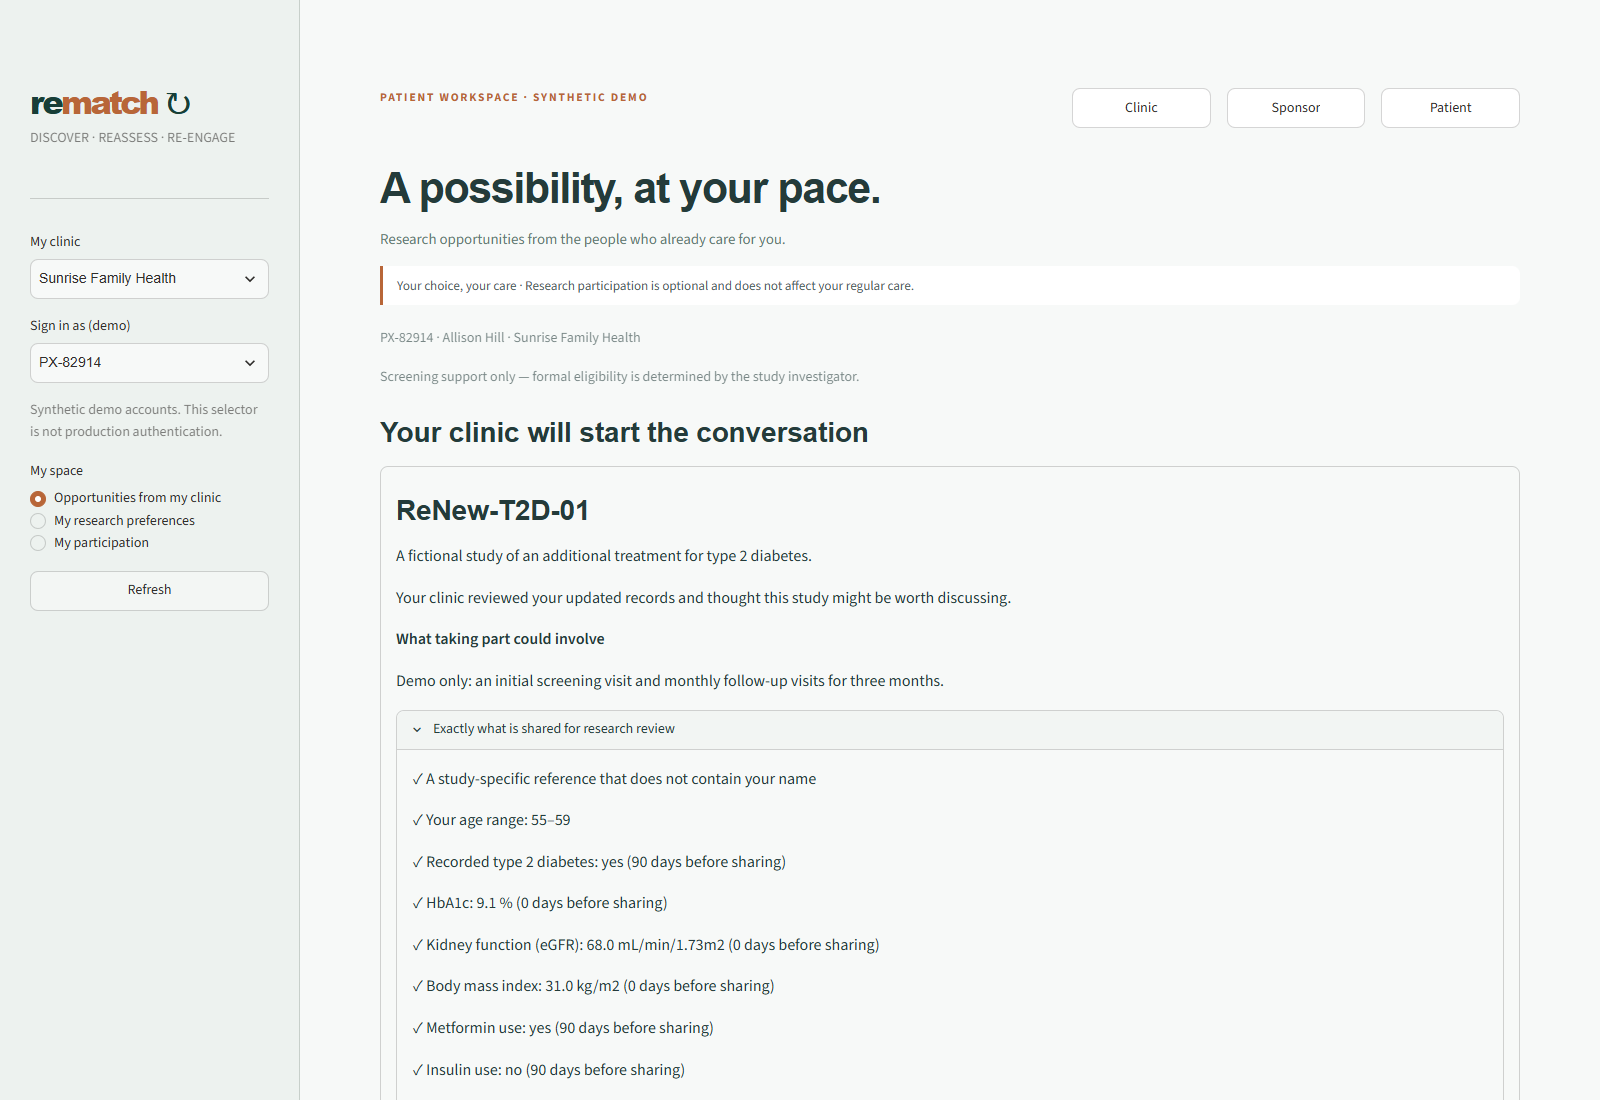 rematch ↻
DISCOVER · REASSESS · RE-ENGAGE
My clinic
Sunrise Family Health
Sign in as (demo)
PX-82914
Synthetic demo accounts. This selector
is not production authentication.
My space
Opportunities from my clinic
My research preferences
My participation
Refresh
PATIENT WORKSPACE · SYNTHETIC DEMO
Clinic
Sponsor
Patient
A possibility, at your pace.
Research opportunities from the people who already care for you.
Your choice, your care · Research participation is optional and does not affect your regular care.
PX-82914 · Allison Hill · Sunrise Family Health
Screening support only — formal eligibility is determined by the study investigator.
Your clinic will start the conversation
ReNew-T2D-01
A fictional study of an additional treatment for type 2 diabetes.
Your clinic reviewed your updated records and thought this study might be worth discussing.
What taking part could involve
Demo only: an initial screening visit and monthly follow-up visits for three months.
Exactly what is shared for research review
✓ A study-specific reference that does not contain your name
✓ Your age range: 55–59
✓ Recorded type 2 diabetes: yes (90 days before sharing)
✓ HbA1c: 9.1 % (0 days before sharing)
✓ Kidney function (eGFR): 68.0 mL/min/1.73m2 (0 days before sharing)
✓ Body mass index: 31.0 kg/m2 (0 days before sharing)
✓ Metformin use: yes (90 days before sharing)
✓ Insulin use: no (90 days before sharing)